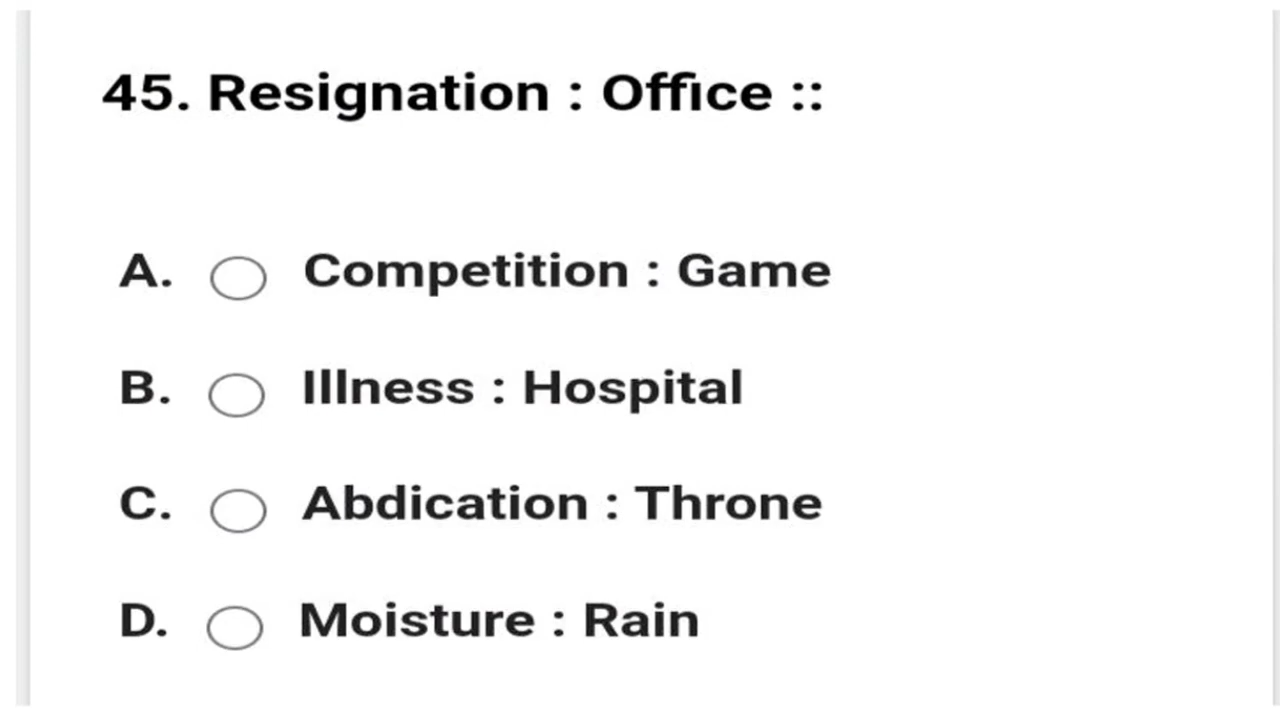 45. Resignation : Office ::
A. Competition : Game
B. Illness : Hospital
C. Abdication : Throne
D. Moisture : Rain